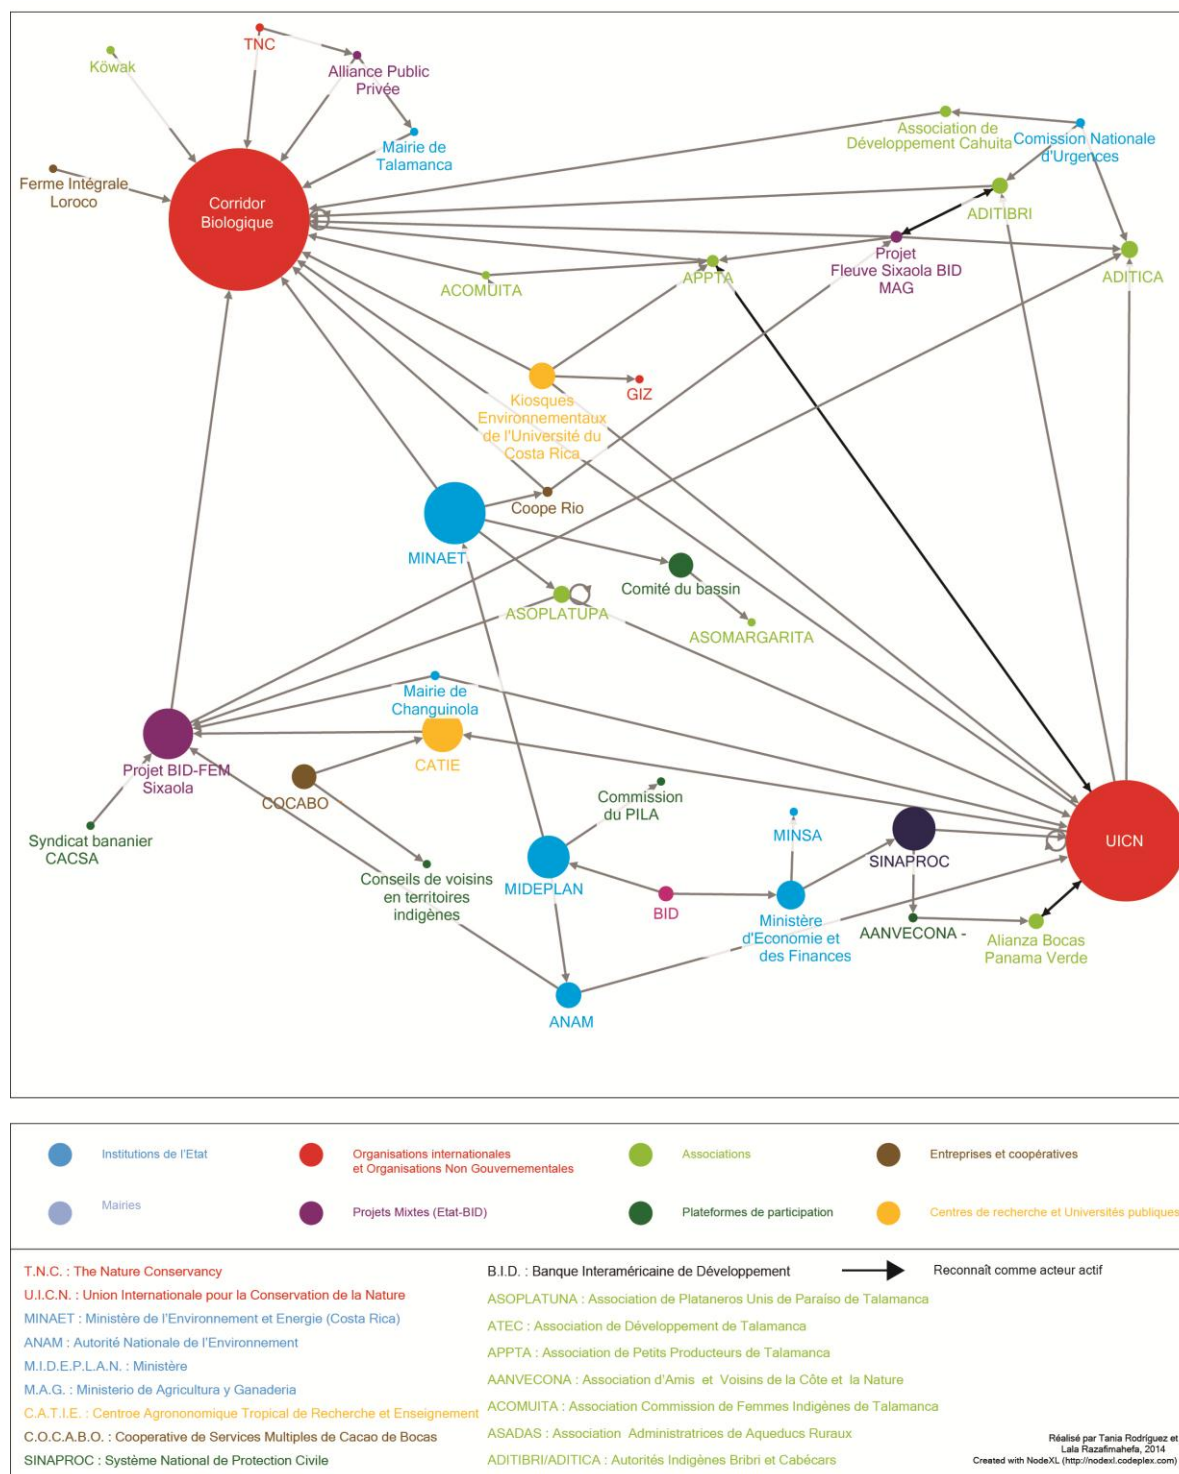 TNC
Köwak
Alliance Public
Privée
Mairie de
Talamanca
Ferme Intégrale
Loroco
Corridor
Biologique
Association de
Développement Cahuita
Comission Nationale
d'Urgences
ADITIBRI
Projet
Fleuve Sixaola BID
MAG
ADITICA
ACOMUITA
APPTA
Kiosques
Environnementaux
de l'Université du
Costa Rica
GIZ
Coope Rio
MINAET
Comité du bassin
ASOPLATUPA
ASOMARGARITA
Mairie de
Changuinola
CATIE
Projet BID-FEM
Sixaola
COCABO
Syndicat bananier
CACSA
Commission
du PILA
MINSA
SINAPROC
UICN
Conseils de voisins
en territoires
indigènes
MIDEPLAN
BID
Ministère
d'Economie et
des Finances
AANVECONA -
Alianza Bocas
Panama Verde
ANAM
Institutions de l'Etat
Organisations internationales
et Organisations Non Gouvernementales
Associations
Entreprises et coopératives
Mairies
Projets Mixtes (Etat-BID)
Plateformes de participation
Centres de recherche et Universités publiques
T.N.C. : The Nature Conservancy
U.I.C.N. : Union Internationale pour la Conservation de la Nature
MINAET : Ministère de l'Environnement et Energie (Costa Rica)
ANAM : Autorité Nationale de l'Environnement
M.I.D.E.P.L.A.N. : Ministère
M.A.G. : Ministerio de Agricultura y Ganaderia
C.A.T.I.E. : Centroe Agrononomique Tropical de Recherche et Enseignement
C.O.C.A.B.O. : Cooperative de Services Multiples de Cacao de Bocas
SINAPROC : Système National de Protection Civile
B.I.D. : Banque Interaméricaine de Développement
Reconnaît comme acteur actif
ASOPLATUNA : Association de Plataneros Unis de Paraíso de Talamanca
ATEC : Association de Développement de Talamanca
APPTA : Association de Petits Producteurs de Talamanca
AANVECONA : Association d'Amis et Voisins de la Côte et la Nature
ACOMUITA : Association Commission de Femmes Indigènes de Talamanca
ASADAS : Association Administratrices de Aqueducs Ruraux
ADITIBRI/ADITICA : Autorités Indigènes Bribri et Cabécars
Réalisé par Tania Rodríguez et
Lala Razafimahefa, 2014
Created with NodeXL (http://nodexl.codeplex.com)